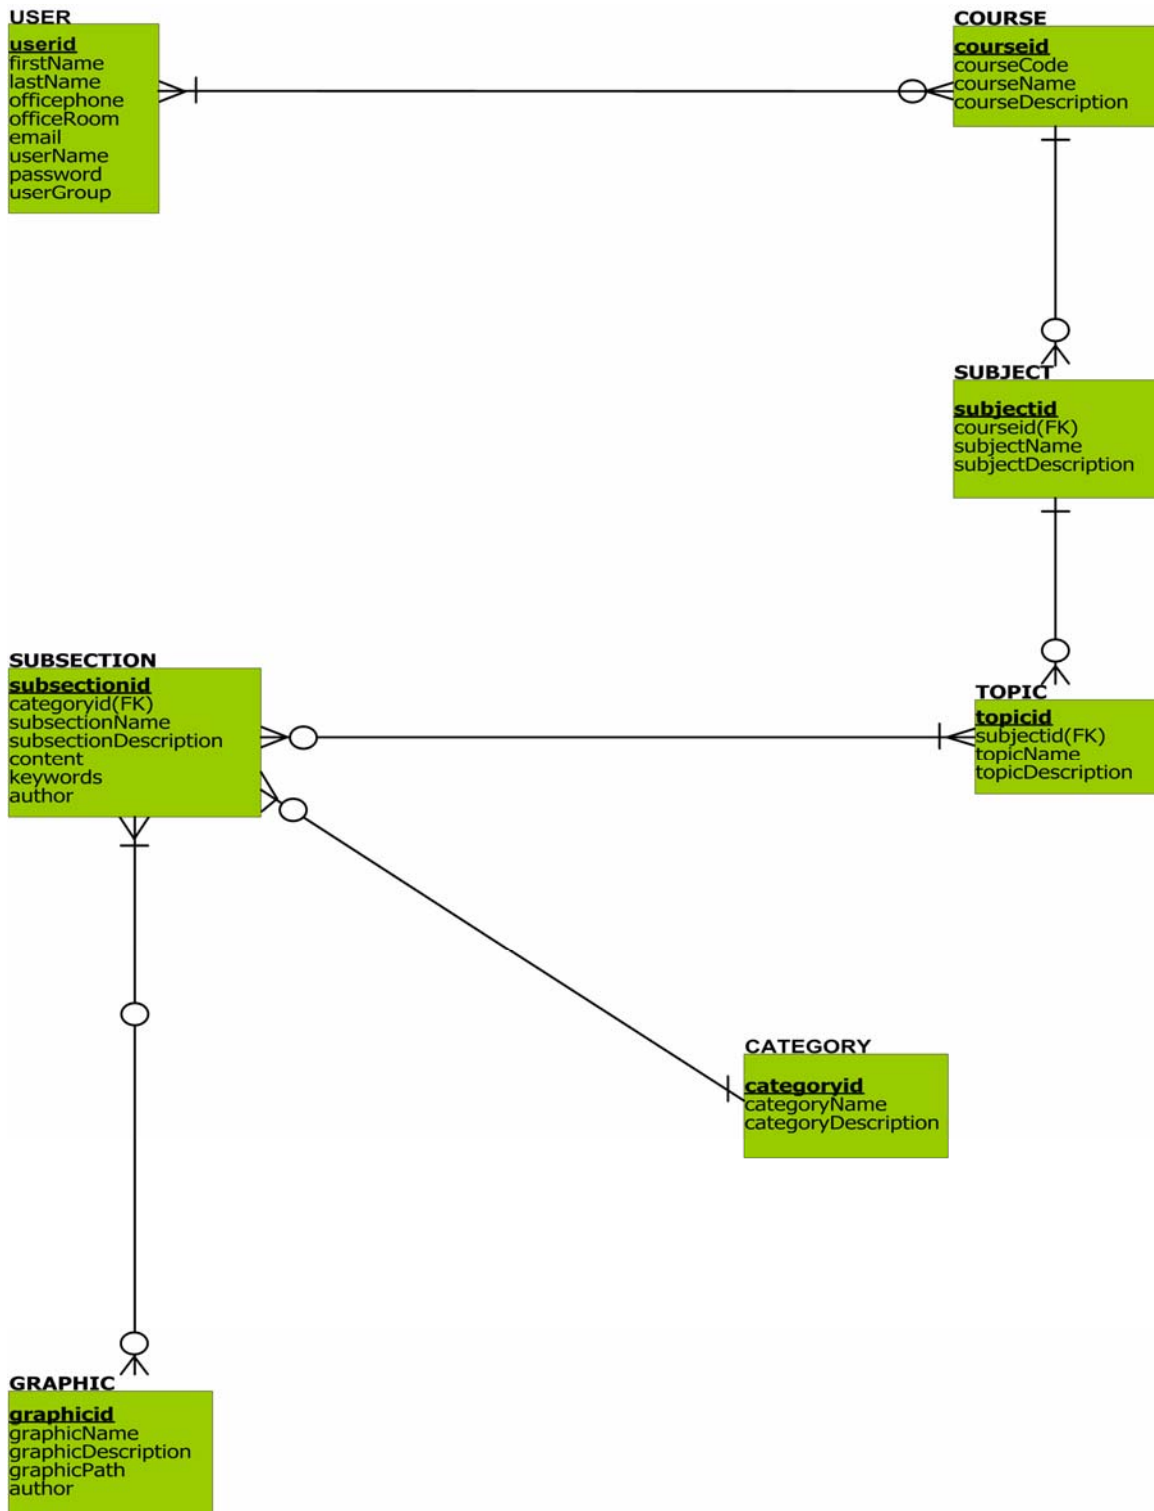 USER
userid
firstName
lastName
officephone
officeRoom
email
userName
password
userGroup
COURSE
courseid
courseCode
courseName
courseDescription
SUBJECT
subjectid
courseid(FK)
subjectName
subjectDescription
SUBSECTION
subsectionid
categoryid(FK)
subsectionName
subsectionDescription
content
keywords
author
TOPIC
topicid
subjectid(FK)
topicName
topicDescription
CATEGORY
categoryid
categoryName
categoryDescription
GRAPHIC
graphicid
graphicName
graphicDescription
graphicPath
author